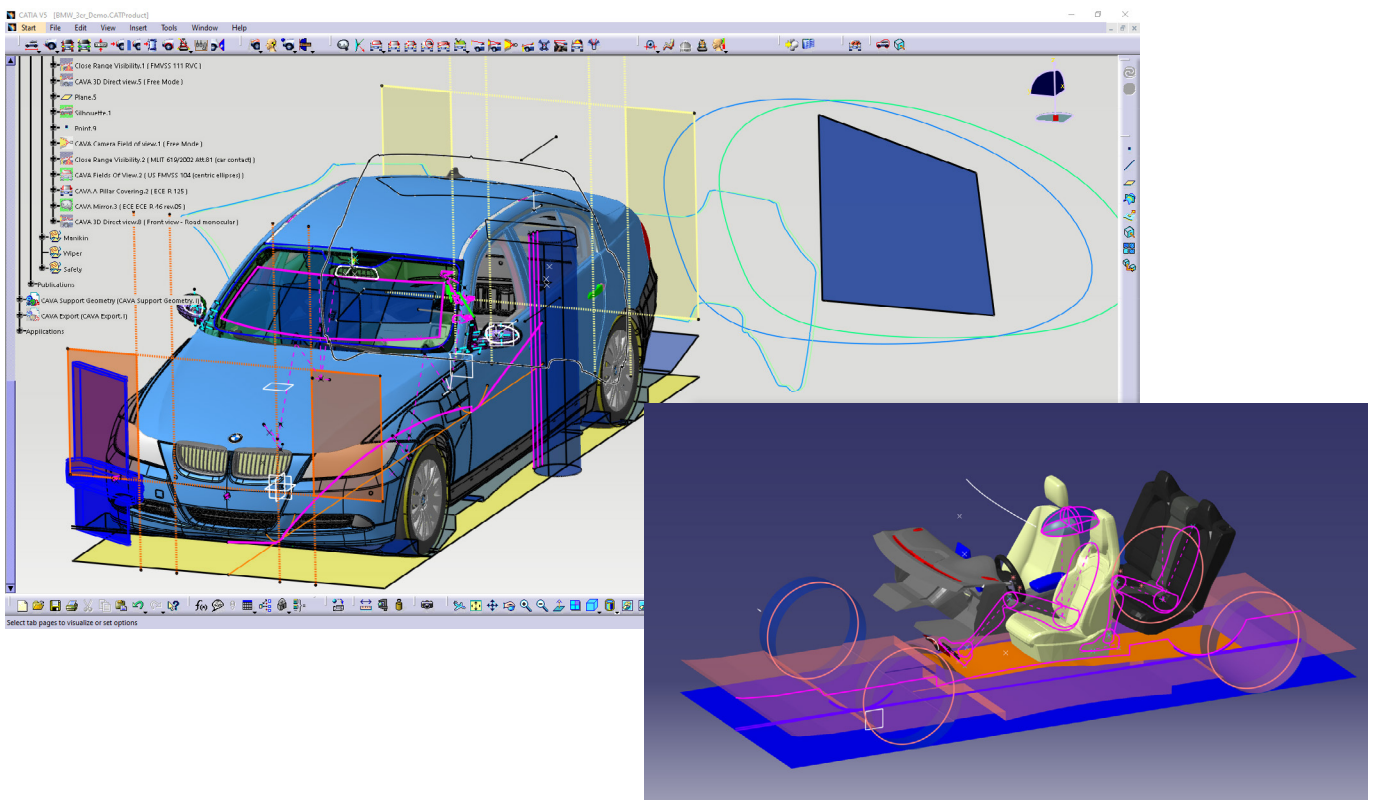 CATIA V5 [BMW_3er_Demo.CATProduct]
Start File Edit View Insert Tools Window Help
Close Range Visibility.1 ( FMVSS 111 RVC )
CAVA 3D Direct view.5 ( Free Mode )
Plane.5
Silhouette.1
Point.9
CAVA Camera Field of view.1 ( Free Mode )
Close Range Visibility.2 ( MLIT 619/2002 Att.81 (car contact) )
CAVA Fields Of View.2 ( US FMVSS 104 (centric ellipses) )
CAVA.A Pillar Covering.2 ( ECE R 125 )
CAVA.Mirror.3 ( ECE ECE R 46 rev.05 )
CAVA 3D Direct view.8 ( Front view - Road monocular )
Manikin
Wiper
Safety
Publications
CAVA Support Geometry (CAVA Support Geometry.1)
CAVA Export (CAVA Export.1)
Applications
Select tab pages to visualize or set options